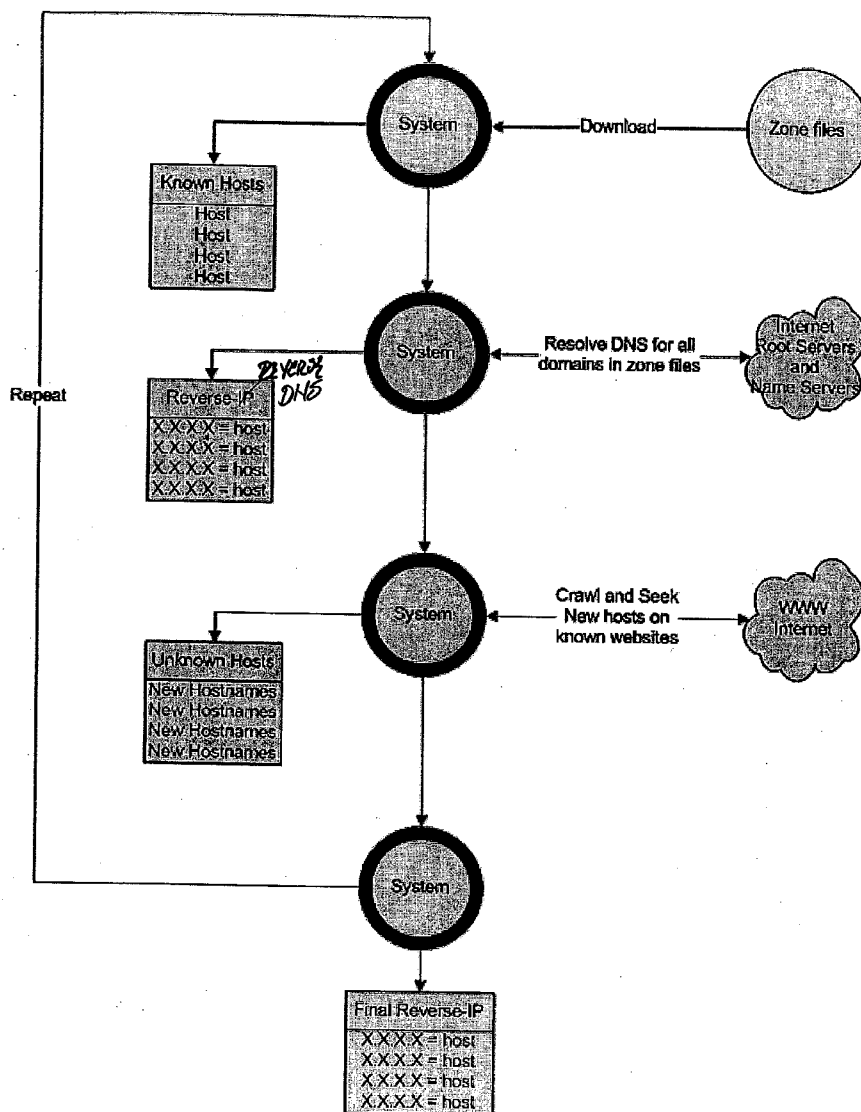 System
Download
Zone files
Known Hosts
Host
Host
Host
Host
System
Resolve DNS for all
domains in zone files
Internet
Root Servers
and
Name Servers
Repeat
REVERSE
DNS
Reverse-IP
X.X.X.X = host
X.X.X.X = host
X.X.X.X = host
X.X.X.X = host
System
Crawl and Seek
New hosts on
known websites
WWW
Internet
Unknown Hosts
New Hostnames
New Hostnames
New Hostnames
New Hostnames
System
Final Reverse-IP
X.X.X.X = host
X.X.X.X = host
X.X.X.X = host
X.X.X.X = host